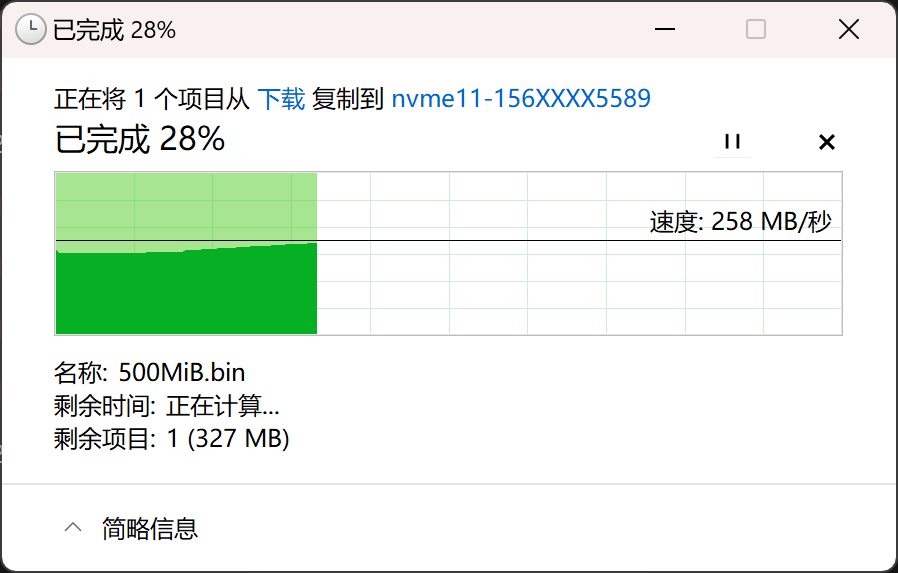 已完成 28%
正在将 1 个项目从 下载 复制到 nvme11-156XXXX5589
已完成 28%
速度: 258 MB/秒
名称: 500MiB.bin
剩余时间: 正在计算...
剩余项目: 1 (327 MB)
简略信息